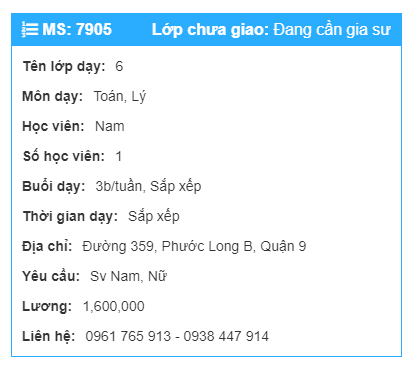 MS: 7905 Lớp chưa giao: Đang cần gia sư
Tên lớp dạy: 6
Môn dạy: Toán, Lý
Học viên: Nam
Số học viên: 1
Buổi dạy: 3b/tuần, Sắp xếp
Thời gian dạy: Sắp xếp
Địa chỉ: Đường 359, Phước Long B, Quận 9
Yêu cầu: Sv Nam, Nữ
Lương: 1,600,000
Liên hệ: 0961 765 913 - 0938 447 914